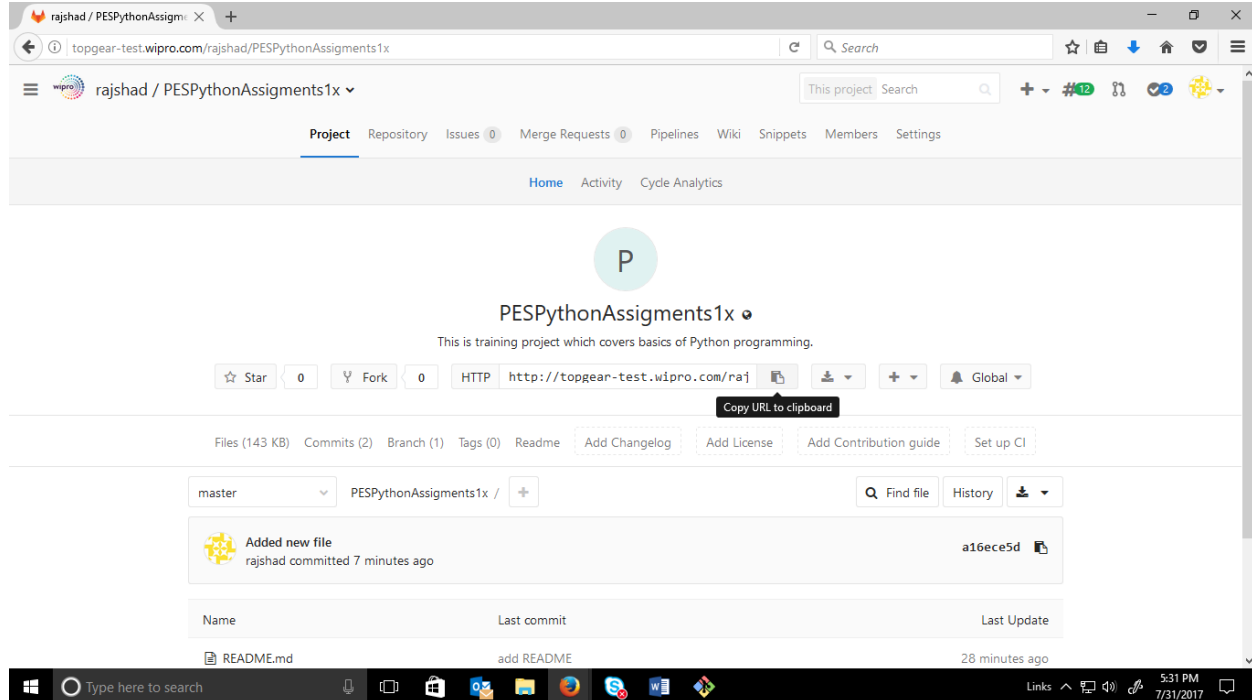 rajshad / PESPythonAssigme
topgear-test.wipro.com/rajshad/PESPythonAssigments1x
Search
wipro
rajshad / PESPythonAssigments1x
This project Search
12
2
Project Repository Issues 0 Merge Requests 0 Pipelines Wiki Snippets Members Settings
Home Activity Cycle Analytics
P
PESPythonAssigments1x
This is training project which covers basics of Python programming.
Star 0 Fork 0 HTTP http://topgear-test.wipro.com/raj Global
Copy URL to clipboard
Files (143 KB) Commits (2) Branch (1) Tags (0) Readme Add Changelog Add License Add Contribution guide Set up CI
master PESPythonAssigments1x / + Find file History
Added new file
rajshad committed 7 minutes ago
a16ece5d
Name Last commit Last Update
README.md add README 28 minutes ago
Type here to search
Links
5:31 PM
7/31/2017